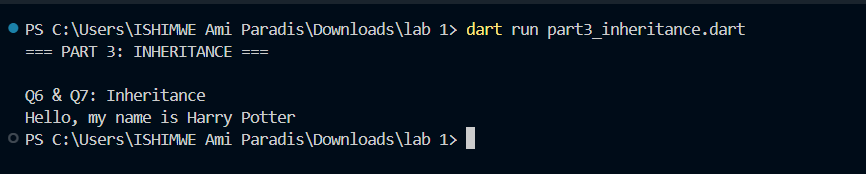 PS C:\Users\ISHIMWE Ami Paradis\Downloads\lab 1> dart run part3_inheritance.dart
=== PART 3: INHERITANCE ===
Q6 & Q7: Inheritance
Hello, my name is Harry Potter
PS C:\Users\ISHIMWE Ami Paradis\Downloads\lab 1>